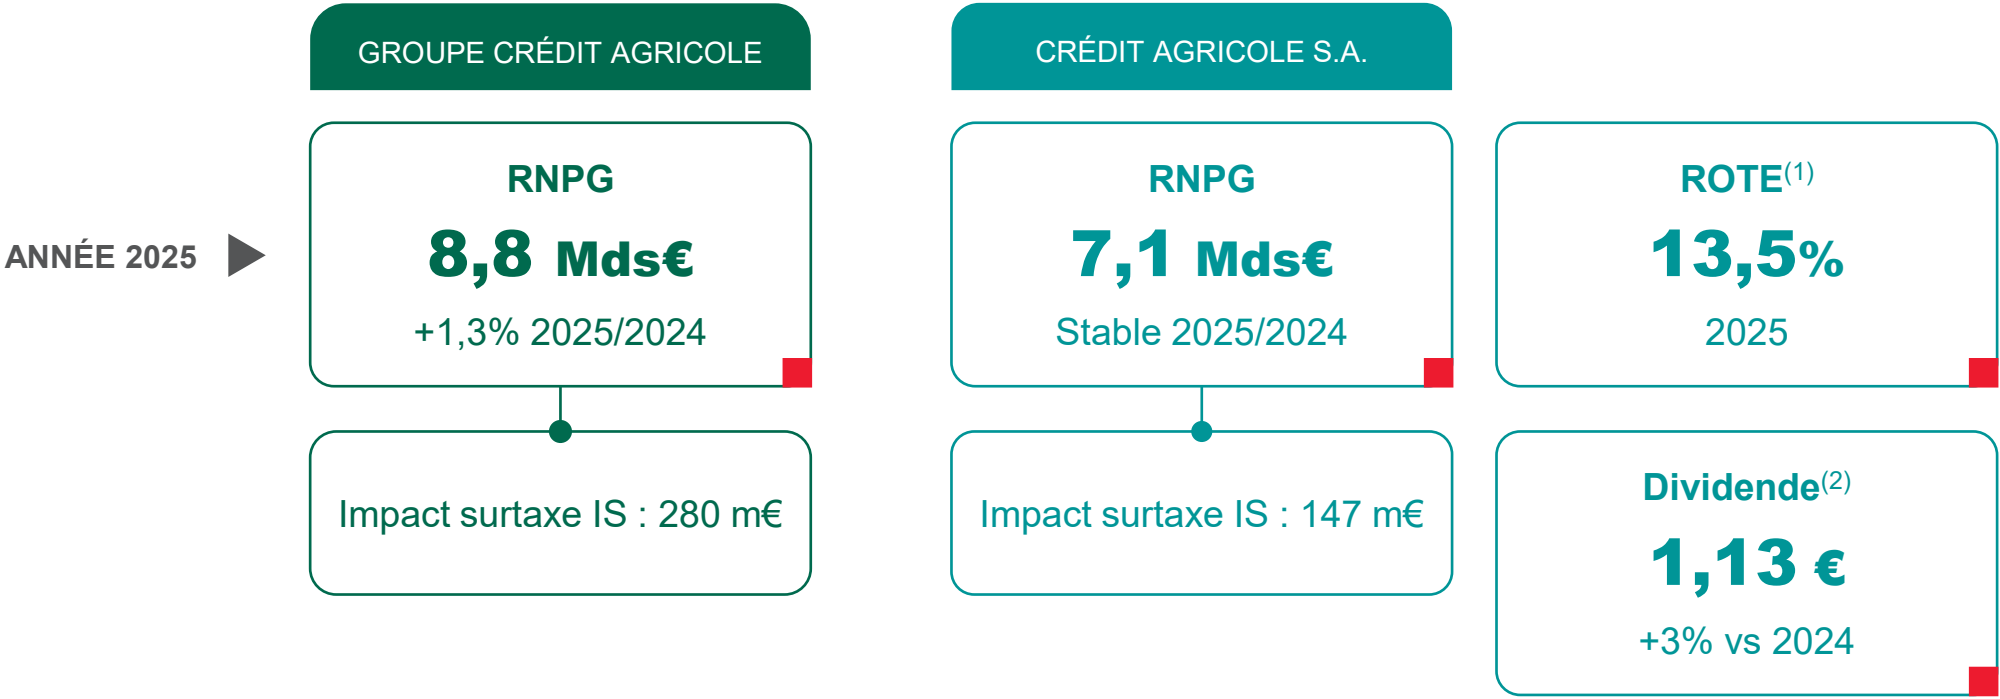 GROUPE CRÉDIT AGRICOLE
CRÉDIT AGRICOLE S.A.
ANNÉE 2025
RNPG
8,8 Mds€
+1,3% 2025/2024
Impact surtaxe IS : 280 m€
RNPG
7,1 Mds€
Stable 2025/2024
Impact surtaxe IS : 147 m€
ROTE(1)
13,5%
2025
Dividende(2)
1,13 €
+3% vs 2024